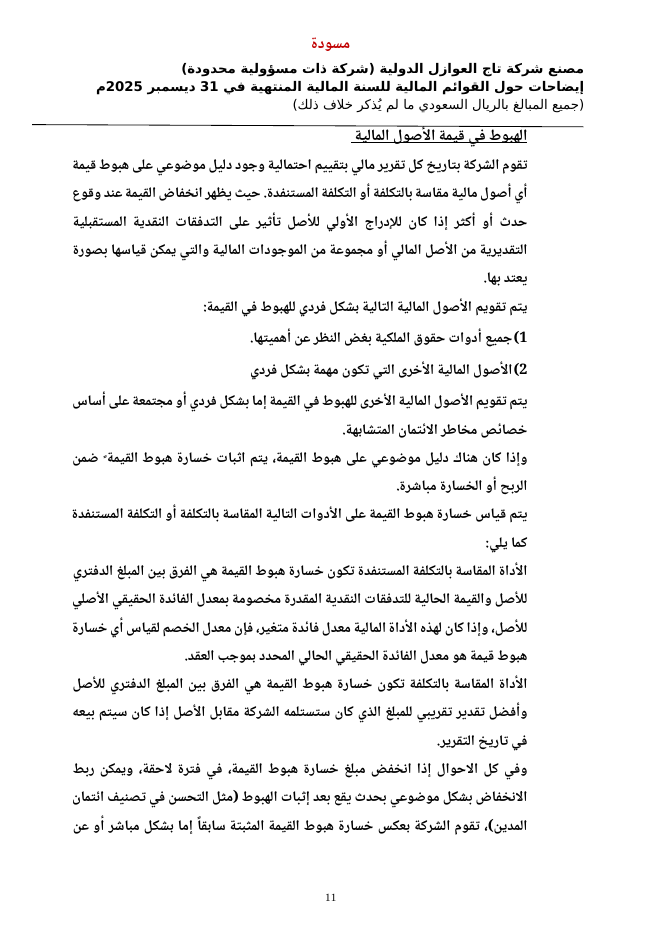 مسودة
مصنع شركة تاج العوازل الدولية (شركة ذات مسؤولية محدودة)
إيضاحات حول القوائم المالية للسنة المالية المنتهية في 31 ديسمبر 2025م
(جميع المبالغ بالريال السعودي ما لم يُذكر خلاف ذلك)
الهبوط في قيمة الأصول المالية
تقوم الشركة بتاريخ كل تقرير مالي بتقييم احتمالية وجود دليل موضوعي على هبوط قيمة
أي أصول مالية مقاسة بالتكلفة أو التكلفة المستنفدة. حيث يظهر انخفاض القيمة عند وقوع
حدث أو أكثر إذا كان للإدراج الأولي للأصل تأثير على التدفقات النقدية المستقبلية
التقديرية من الأصل المالي أو مجموعة من الموجودات المالية والتي يمكن قياسها بصورة
يعتد بها.
يتم تقويم الأصول المالية التالية بشكل فردي للهبوط في القيمة:
1)جميع أدوات حقوق الملكية بغض النظر عن أهميتها.
2)الأصول المالية الأخرى التي تكون مهمة بشكل فردي
يتم تقويم الأصول المالية الأخرى للهبوط في القيمة إما بشكل فردي أو مجتمعة على أساس
خصائص مخاطر الائتمان المتشابهة.
وإذا كان هناك دليل موضوعي على هبوط القيمة، يتم اثبات خسارة هبوط القيمة ضمن
الربح أو الخسارة مباشرة.
يتم قياس خسارة هبوط القيمة على الأدوات التالية المقاسة بالتكلفة أو التكلفة المستنفدة
كما يلي:
الأداة المقاسة بالتكلفة المستنفدة تكون خسارة هبوط القيمة هي الفرق بين المبلغ الدفتري
للأصل والقيمة الحالية للتدفقات النقدية المقدرة مخصومة بمعدل الفائدة الحقيقي الأصلي
للأصل، وإذا كان لهذه الأداة المالية معدل فائدة متغير، فإن معدل الخصم لقياس أي خسارة
هبوط قيمة هو معدل الفائدة الحقيقي الحالي المحدد بموجب العقد.
الأداة المقاسة بالتكلفة تكون خسارة هبوط القيمة هي الفرق بين المبلغ الدفتري للأصل
وأفضل تقدير تقريبي للمبلغ الذي كان ستستلمه الشركة مقابل الأصل إذا كان سيتم بيعه
في تاريخ التقرير.
وفي كل الاحوال إذا انخفض مبلغ خسارة هبوط القيمة، في فترة لاحقة، ويمكن ربط
الانخفاض بشكل موضوعي بحدث يقع بعد إثبات الهبوط (مثل التحسن في تصنيف ائتمان
المدين)، تقوم الشركة بعكس خسارة هبوط القيمة المثبتة سابقاً إما بشكل مباشر أو عن
11